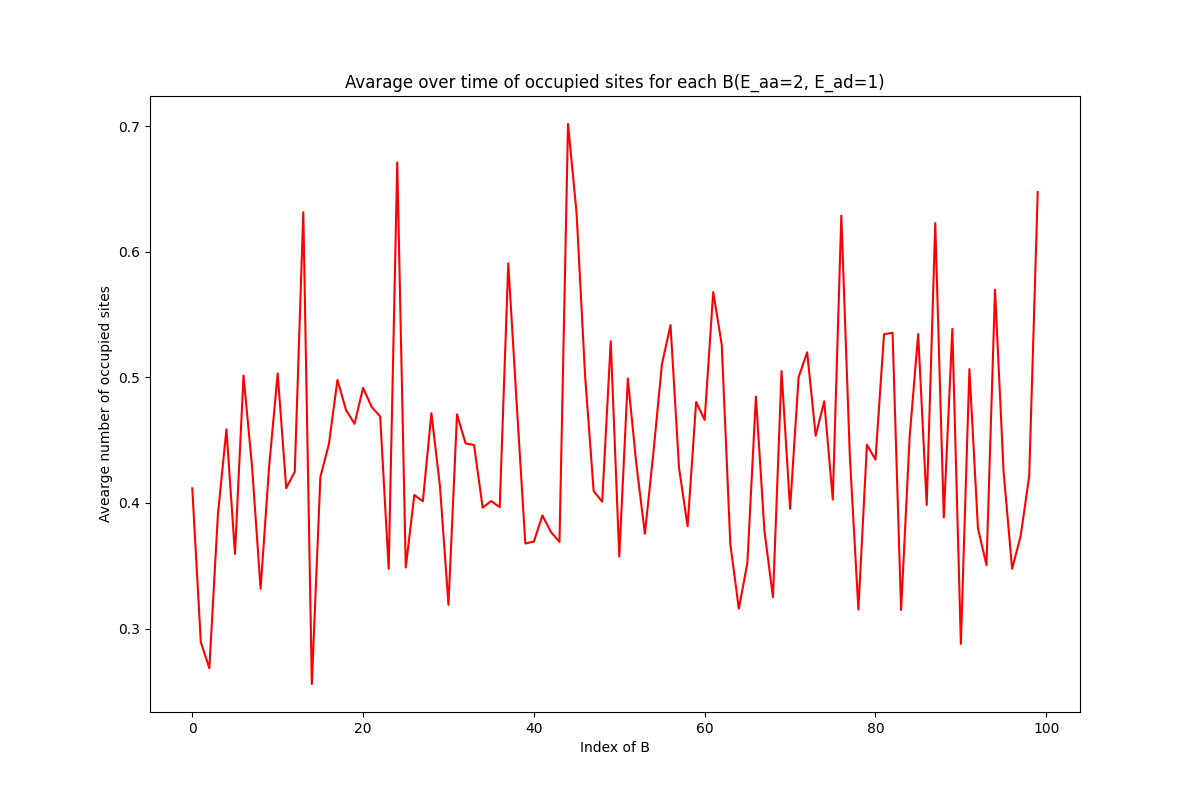 Avarage over time of occupied sites for each B(E_aa=2, E_ad=1)
Avearge number of occupied sites
0.7
0.6
0.5
0.4
0.3
0 20 40 60 80 100
Index of B